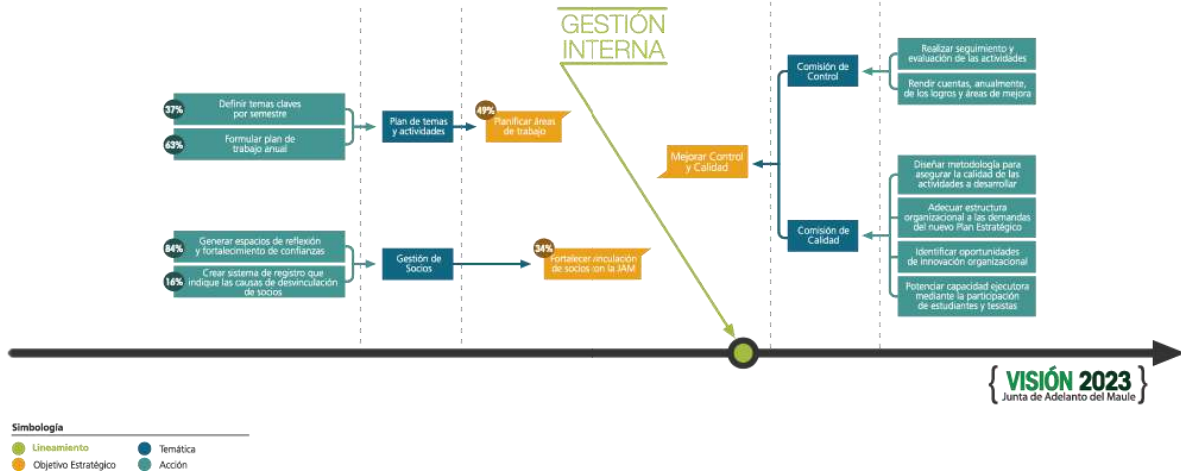 GESTIÓN
INTERNA
37%
Definir temas claves
por semestre
63%
Formular plan de
trabajo anual
Plan de temas
y actividades
49%
Planificar áreas
de trabajo
84%
Generar espacios de reflexión
y fortalecimiento de confianzas
16%
Crear sistema de registro que
indique las causas de desvinculación
de socios
Gestión de
Socios
34%
Fortalecer vinculación
de socios con la JAM
Mejorar Control
y Calidad
Comisión de
Control
Realizar seguimiento y
evaluación de las actividades
Rendir cuentas, anualmente,
de los logros y áreas de mejora
Comisión de
Calidad
Diseñar metodología para
asegurar la calidad de las
actividades a desarrollar
Adecuar estructura
organizacional a las demandas
del nuevo Plan Estratégico
Identificar oportunidades
de innovación organizacional
Potenciar capacidad ejecutora
mediante la participación
de estudiantes y tesistas
{ VISIÓN 2023 }
Junta de Adelanto del Maule
Simbología
Lineamiento
Temática
Objetivo Estratégico
Acción